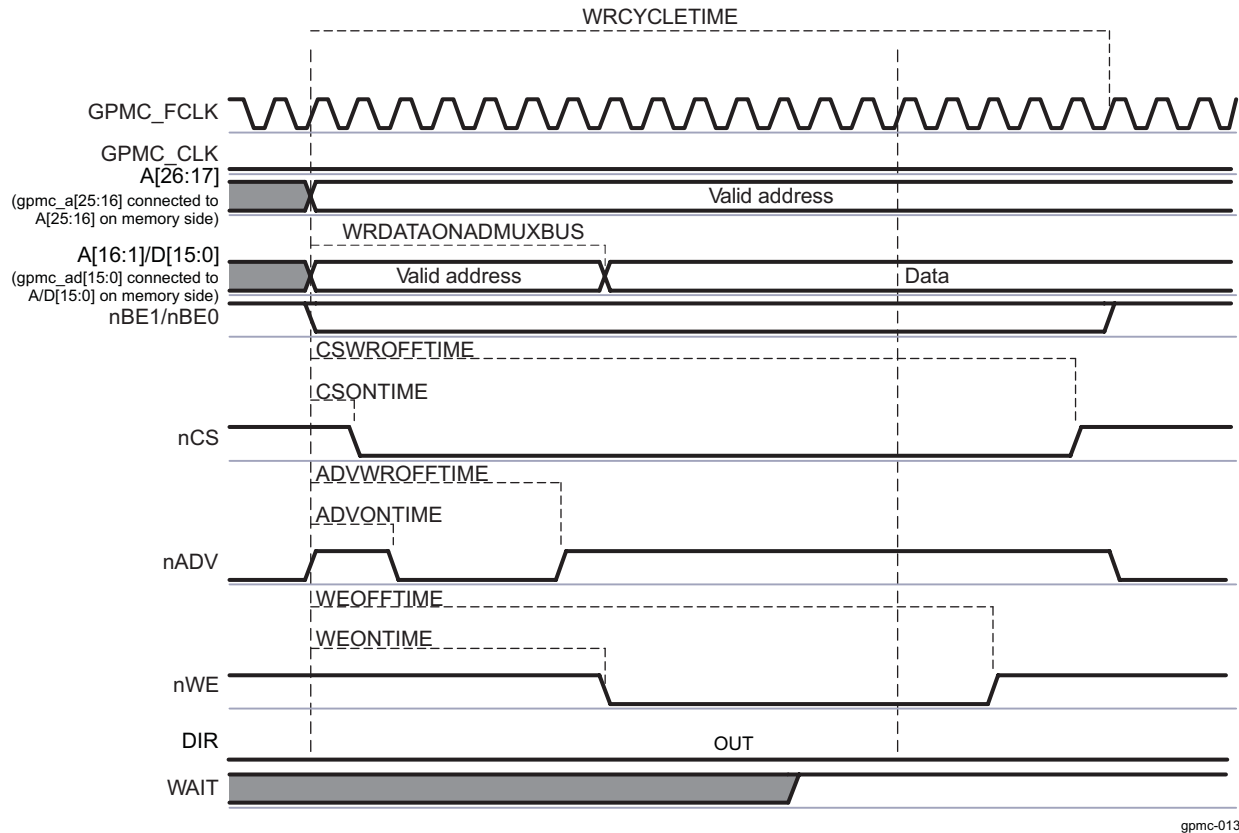 WRCYCLETIME
GPMC_FCLK
GPMC_CLK
A[26:17]
(gpmc_a[25:16] connected to
A[25:16] on memory side)
Valid address
WRDATAONADMUXBUS
A[16:1]/D[15:0]
(gpmc_ad[15:0] connected to
A/D[15:0] on memory side)
Valid address
Data
nBE1/nBE0
CSWROFFTIME
CSONTIME
nCS
ADVWROFFTIME
ADVONTIME
nADV
WEOFFTIME
WEONTIME
nWE
DIR
OUT
WAIT
gpmc-013